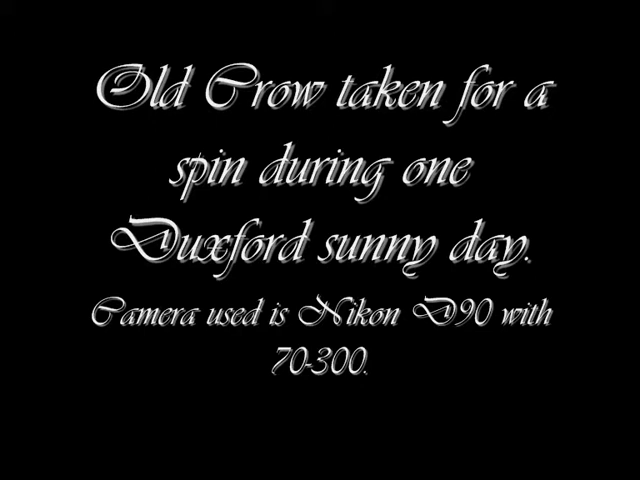 Old Crow taken for a
spin during one
Duxford sunny day.
Camera used is Nikon D90 with
70-300.